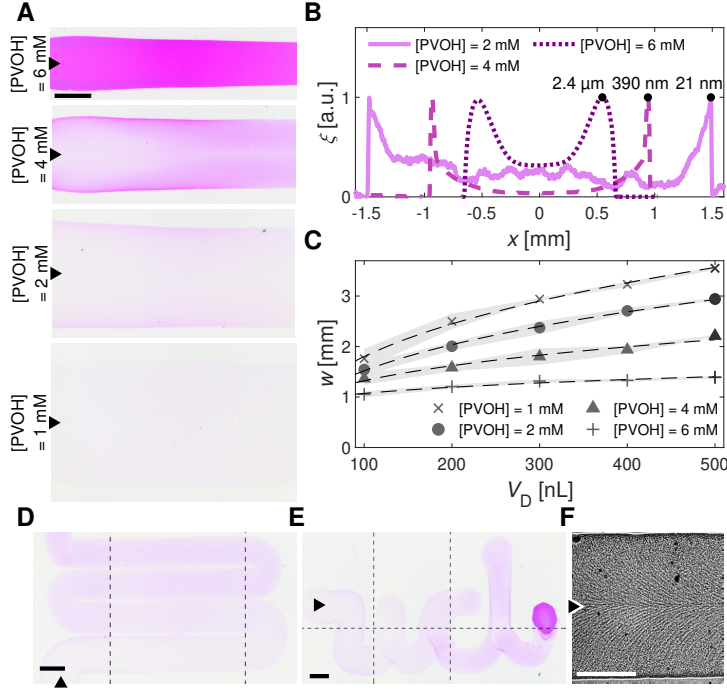 A
[PVOH]
= 6 mM
[PVOH]
= 4 mM
[PVOH]
= 2 mM
[PVOH]
= 1 mM
B
[PVOH] = 2 mM
[PVOH] = 6 mM
[PVOH] = 4 mM
2.4 µm 390 nm 21 nm
1
0
ξ [a.u.]
-1.5 -1 -0.5 0 0.5 1 1.5
x [mm]
C
3
2
1
0
w [mm]
[PVOH] = 1 mM
[PVOH] = 4 mM
[PVOH] = 2 mM
[PVOH] = 6 mM
100 200 300 400 500
V_D [nL]
D
E
F